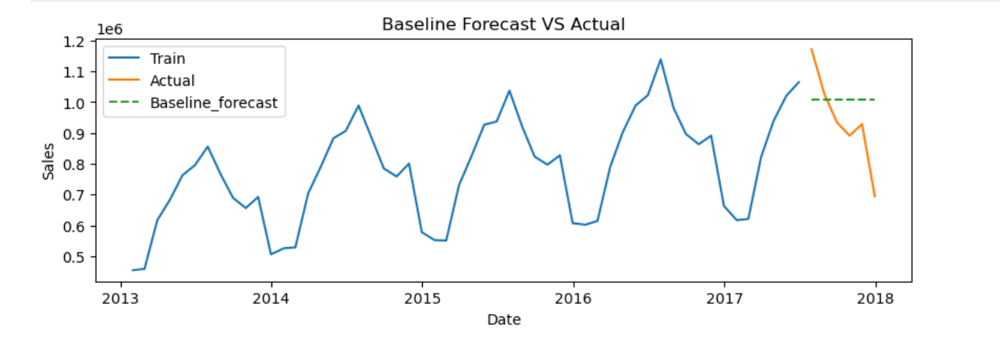 Baseline Forecast VS Actual
1e6
1.2
1.1
1.0
0.9
0.8
0.7
0.6
0.5
Sales
Train
Actual
Baseline_forecast
2013 2014 2015 2016 2017 2018
Date